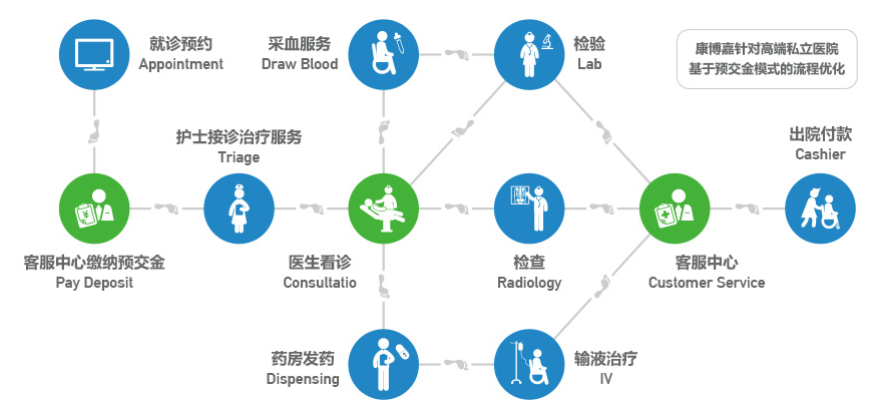 就诊预约
Appointment
采血服务
Draw Blood
检验
Lab
康博嘉针对高端私立医院
基于预交金模式的流程优化
护士接诊治疗服务
Triage
出院付款
Cashier
客服中心缴纳预交金
Pay Deposit
医生看诊
Consultatio
检查
Radiology
客服中心
Customer Service
药房发药
Dispensing
输液治疗
IV